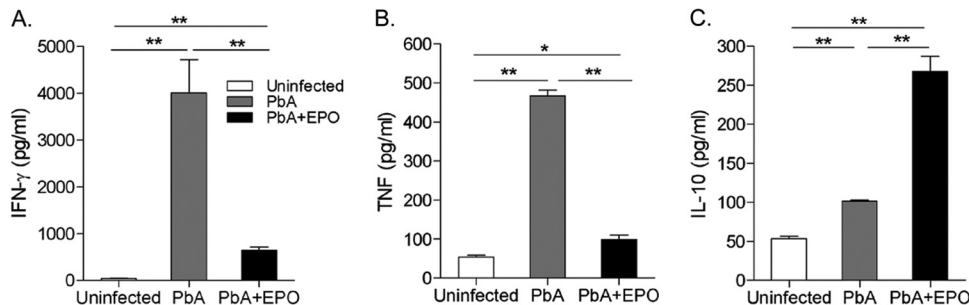 A.
**
**
**
IFN-γ (pg/ml)
5000
4000
3000
2000
1000
0
Uninfected
PbA
PbA+EPO
Uninfected
PbA
PbA+EPO
B.
*
**
**
TNF (pg/ml)
600
500
400
300
200
100
0
Uninfected
PbA
PbA+EPO
C.
**
**
**
IL-10 (pg/ml)
300
250
200
150
100
50
0
Uninfected
PbA
PbA+EPO